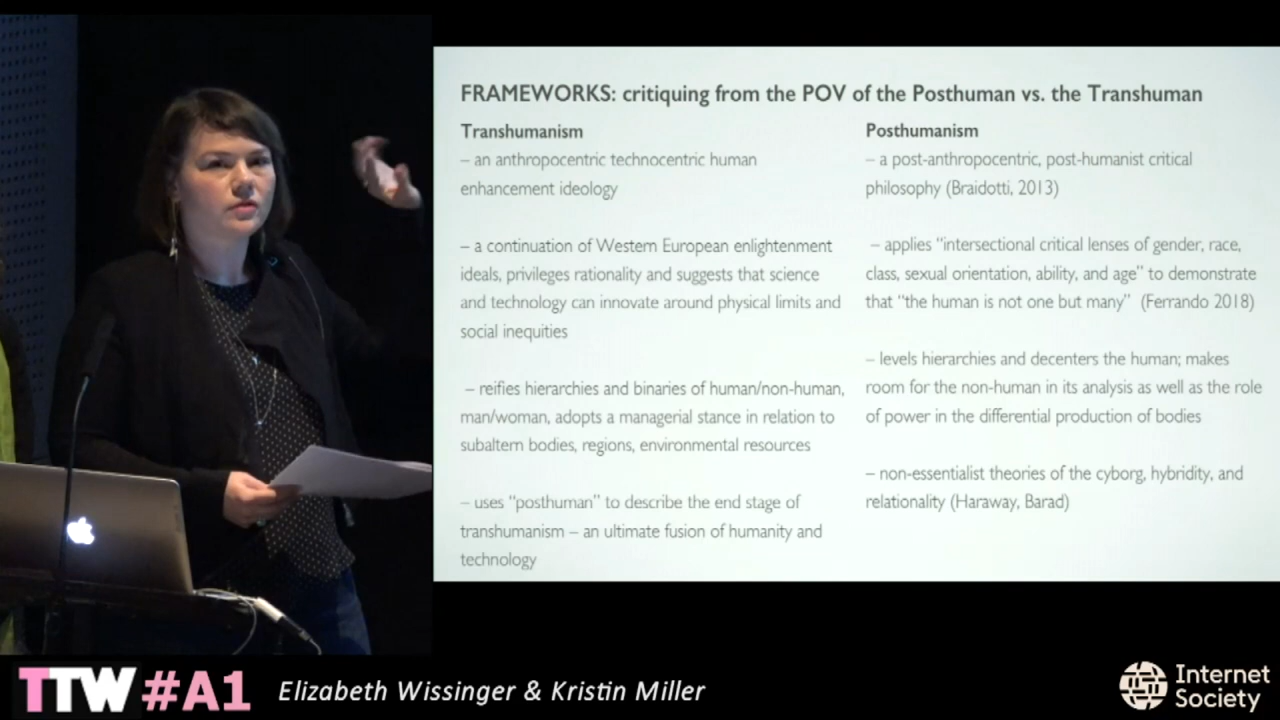 FRAMEWORKS: critiquing from the POV of the Posthuman vs. the Transhuman
Transhumanism
– an anthropocentric technocentric human
enhancement ideology
– a continuation of Western European enlightenment
ideals, privileges rationality and suggests that science
and technology can innovate around physical limits and
social inequities
– reifies hierarchies and binaries of human/non-human,
man/woman, adopts a managerial stance in relation to
subaltern bodies, regions, environmental resources
– uses “posthuman” to describe the end stage of
transhumanism – an ultimate fusion of humanity and
technology
Posthumanism
– a post-anthropocentric, post-humanist critical
philosophy (Braidotti, 2013)
– applies “intersectional critical lenses of gender, race,
class, sexual orientation, ability, and age” to demonstrate
that “the human is not one but many” (Ferrando 2018)
– levels hierarchies and decenters the human; makes
room for the non-human in its analysis as well as the role
of power in the differential production of bodies
– non-essentialist theories of the cyborg, hybridity, and
relationality (Haraway, Barad)
TTW #A1
Elizabeth Wissinger & Kristin Miller
Internet
Society